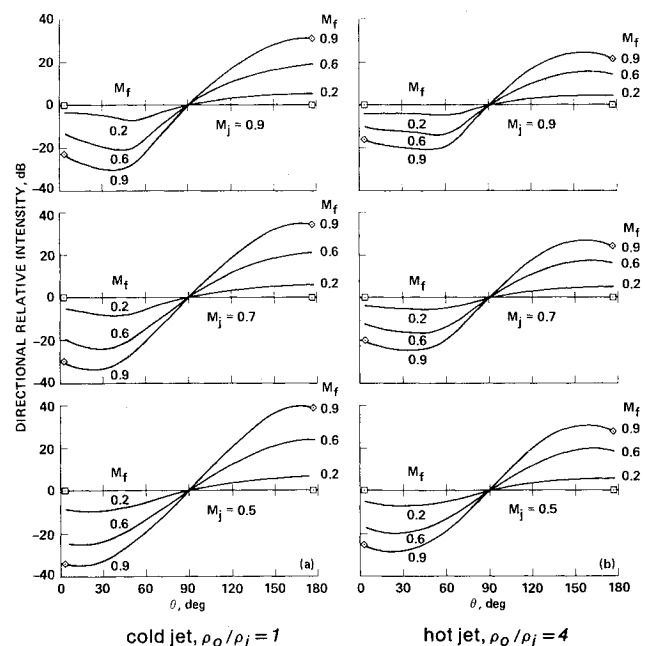 DIRECTIONAL RELATIVE INTENSITY, dB
40
20
0
−20
−40
M_f
0.2
0.6
0.9
M_j = 0.9
M_f
0.9
0.6
0.2
M_f
0.2
0.6
0.9
M_j = 0.9
M_f
0.9
0.6
0.2
40
20
0
−20
−40
M_f
0.2
0.6
0.9
M_j = 0.7
M_f
0.9
0.6
0.2
M_f
0.2
0.6
0.9
M_j = 0.7
M_f
0.9
0.6
0.2
40
20
0
−20
−40
M_f
0.2
0.6
0.9
M_j = 0.5
M_f
0.9
0.6
0.2
(a)
M_f
0.2
0.6
0.9
M_j = 0.5
M_f
0.9
0.6
0.2
(b)
0 30 60 90 120 150 180
0 30 60 90 120 150 180
θ, deg
θ, deg
cold jet, ρ_o/ρ_j = 1
hot jet, ρ_o/ρ_j = 4